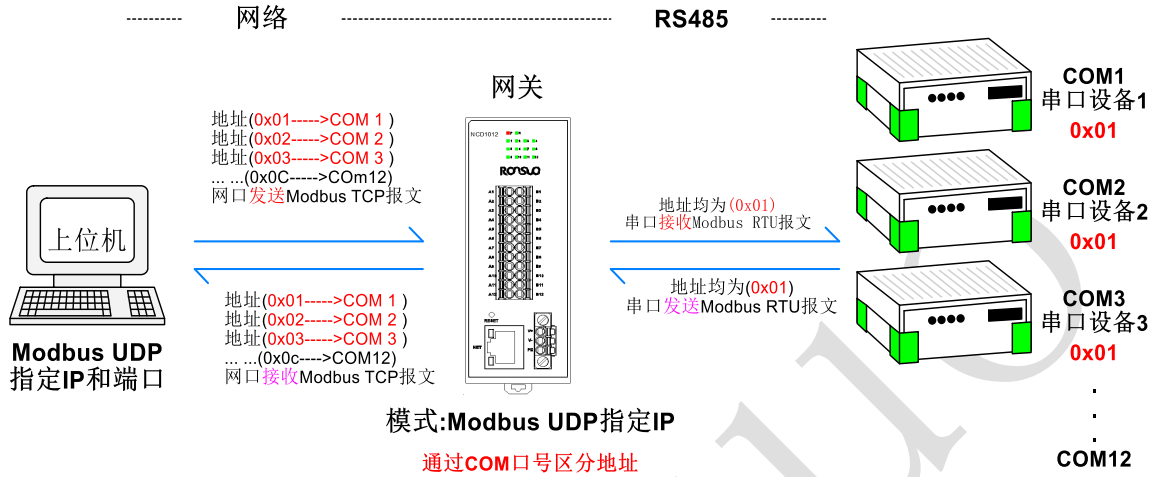 网络
RS485
网关
地址(0x01----->COM 1 )
地址(0x02----->COM 2 )
地址(0x03----->COM 3 )
... ...(0x0C----->COm12)
网口发送Modbus TCP报文
上位机
Modbus UDP
指定IP和端口
地址(0x01----->COM 1 )
地址(0x02----->COM 2 )
地址(0x03----->COM 3 )
... ...(0x0c---->COM12)
网口接收Modbus TCP报文
NCD1012
RONSUO
RESET
NET
V+
V-
PE
模式:Modbus UDP指定IP
通过COM口号区分地址
地址均为(0x01)
串口接收Modbus RTU报文
地址均为(0x01)
串口发送Modbus RTU报文
COM1
串口设备1
0x01
COM2
串口设备2
0x01
COM3
串口设备3
0x01
COM12